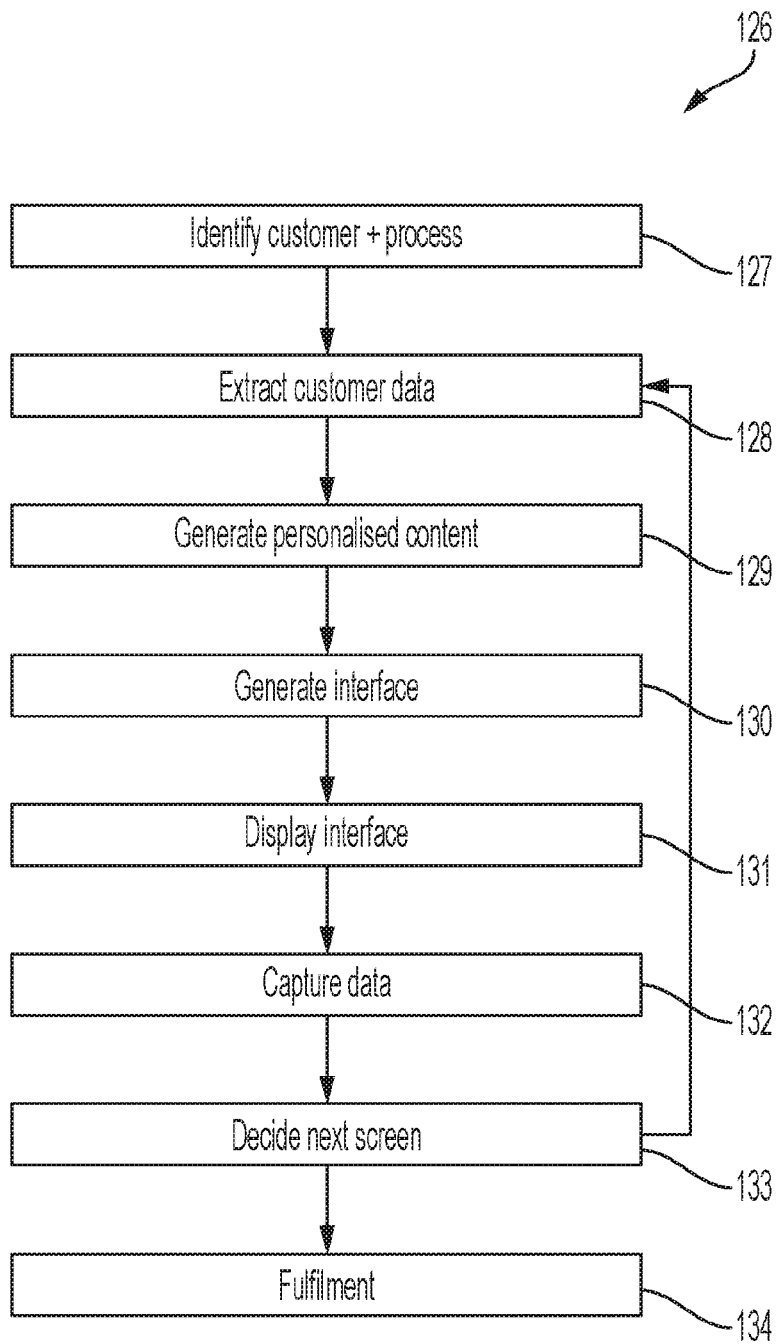 126
Identify customer + process
127
Extract customer data
128
Generate personalised content
129
Generate interface
130
Display interface
131
Capture data
132
Decide next screen
133
Fulfilment
134